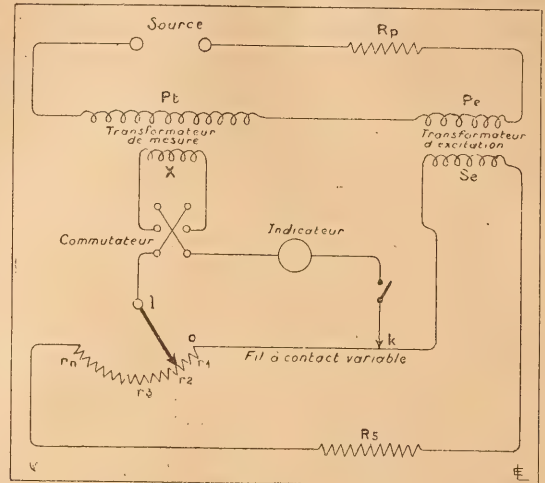 Source
Rp
Pt
Pe
Transformateur
de mesure
Transformateur
d'excitation
X
Se
Commutateur
Indicateur
l
o
k
rn
r3
r2
r1
Fil à contact variable
Rs